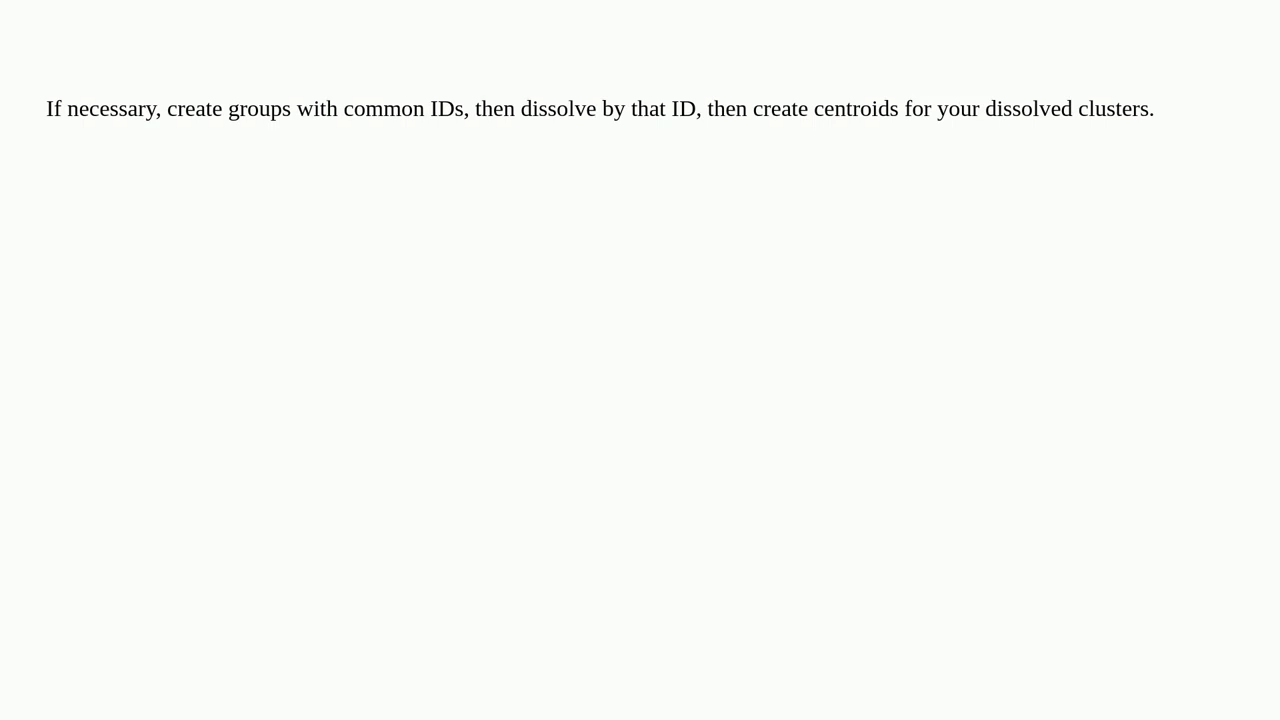 If necessary, create groups with common IDs, then dissolve by that ID, then create centroids for your dissolved clusters.